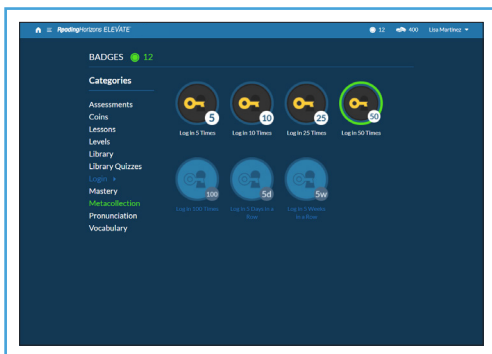 ReadingHorizons ELEVATE
12
400
Lisa Martinez
BADGES 12
Categories
Assessments
Coins
Lessons
Levels
Library
Library Quizzes
Login
Mastery
Metacollection
Pronunciation
Vocabulary
5
10
25
50
Log in 5 Times
Log in 10 Times
Log in 25 Times
Log in 50 Times
100
5d
5w
Log in 100 Times
Log in 5 Days in a
Row
Log in 5 Weeks
in a Row